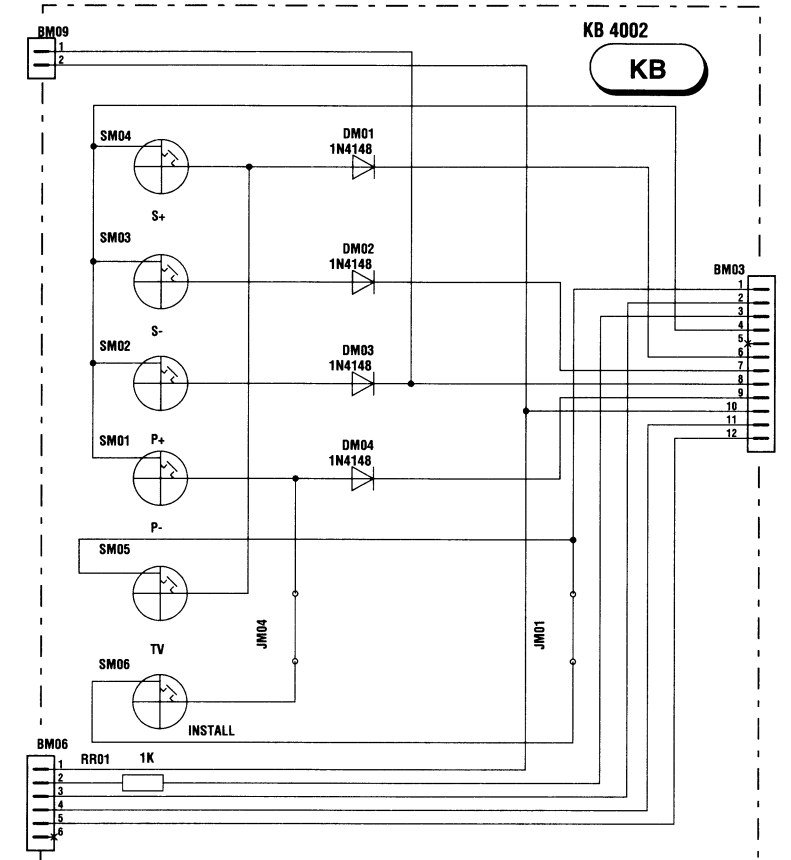 KB 4002
KB
BM09
1
2
SM04
DM01
1N4148
S+
SM03
DM02
1N4148
S-
SM02
DM03
1N4148
P+
SM01
DM04
1N4148
P-
SM05
TV
SM06
INSTALL
JM04
JM01
BM03
1
2
3
4
5
6
7
8
9
10
11
12
BM06
1
2
3
4
5
6
RR01
1K